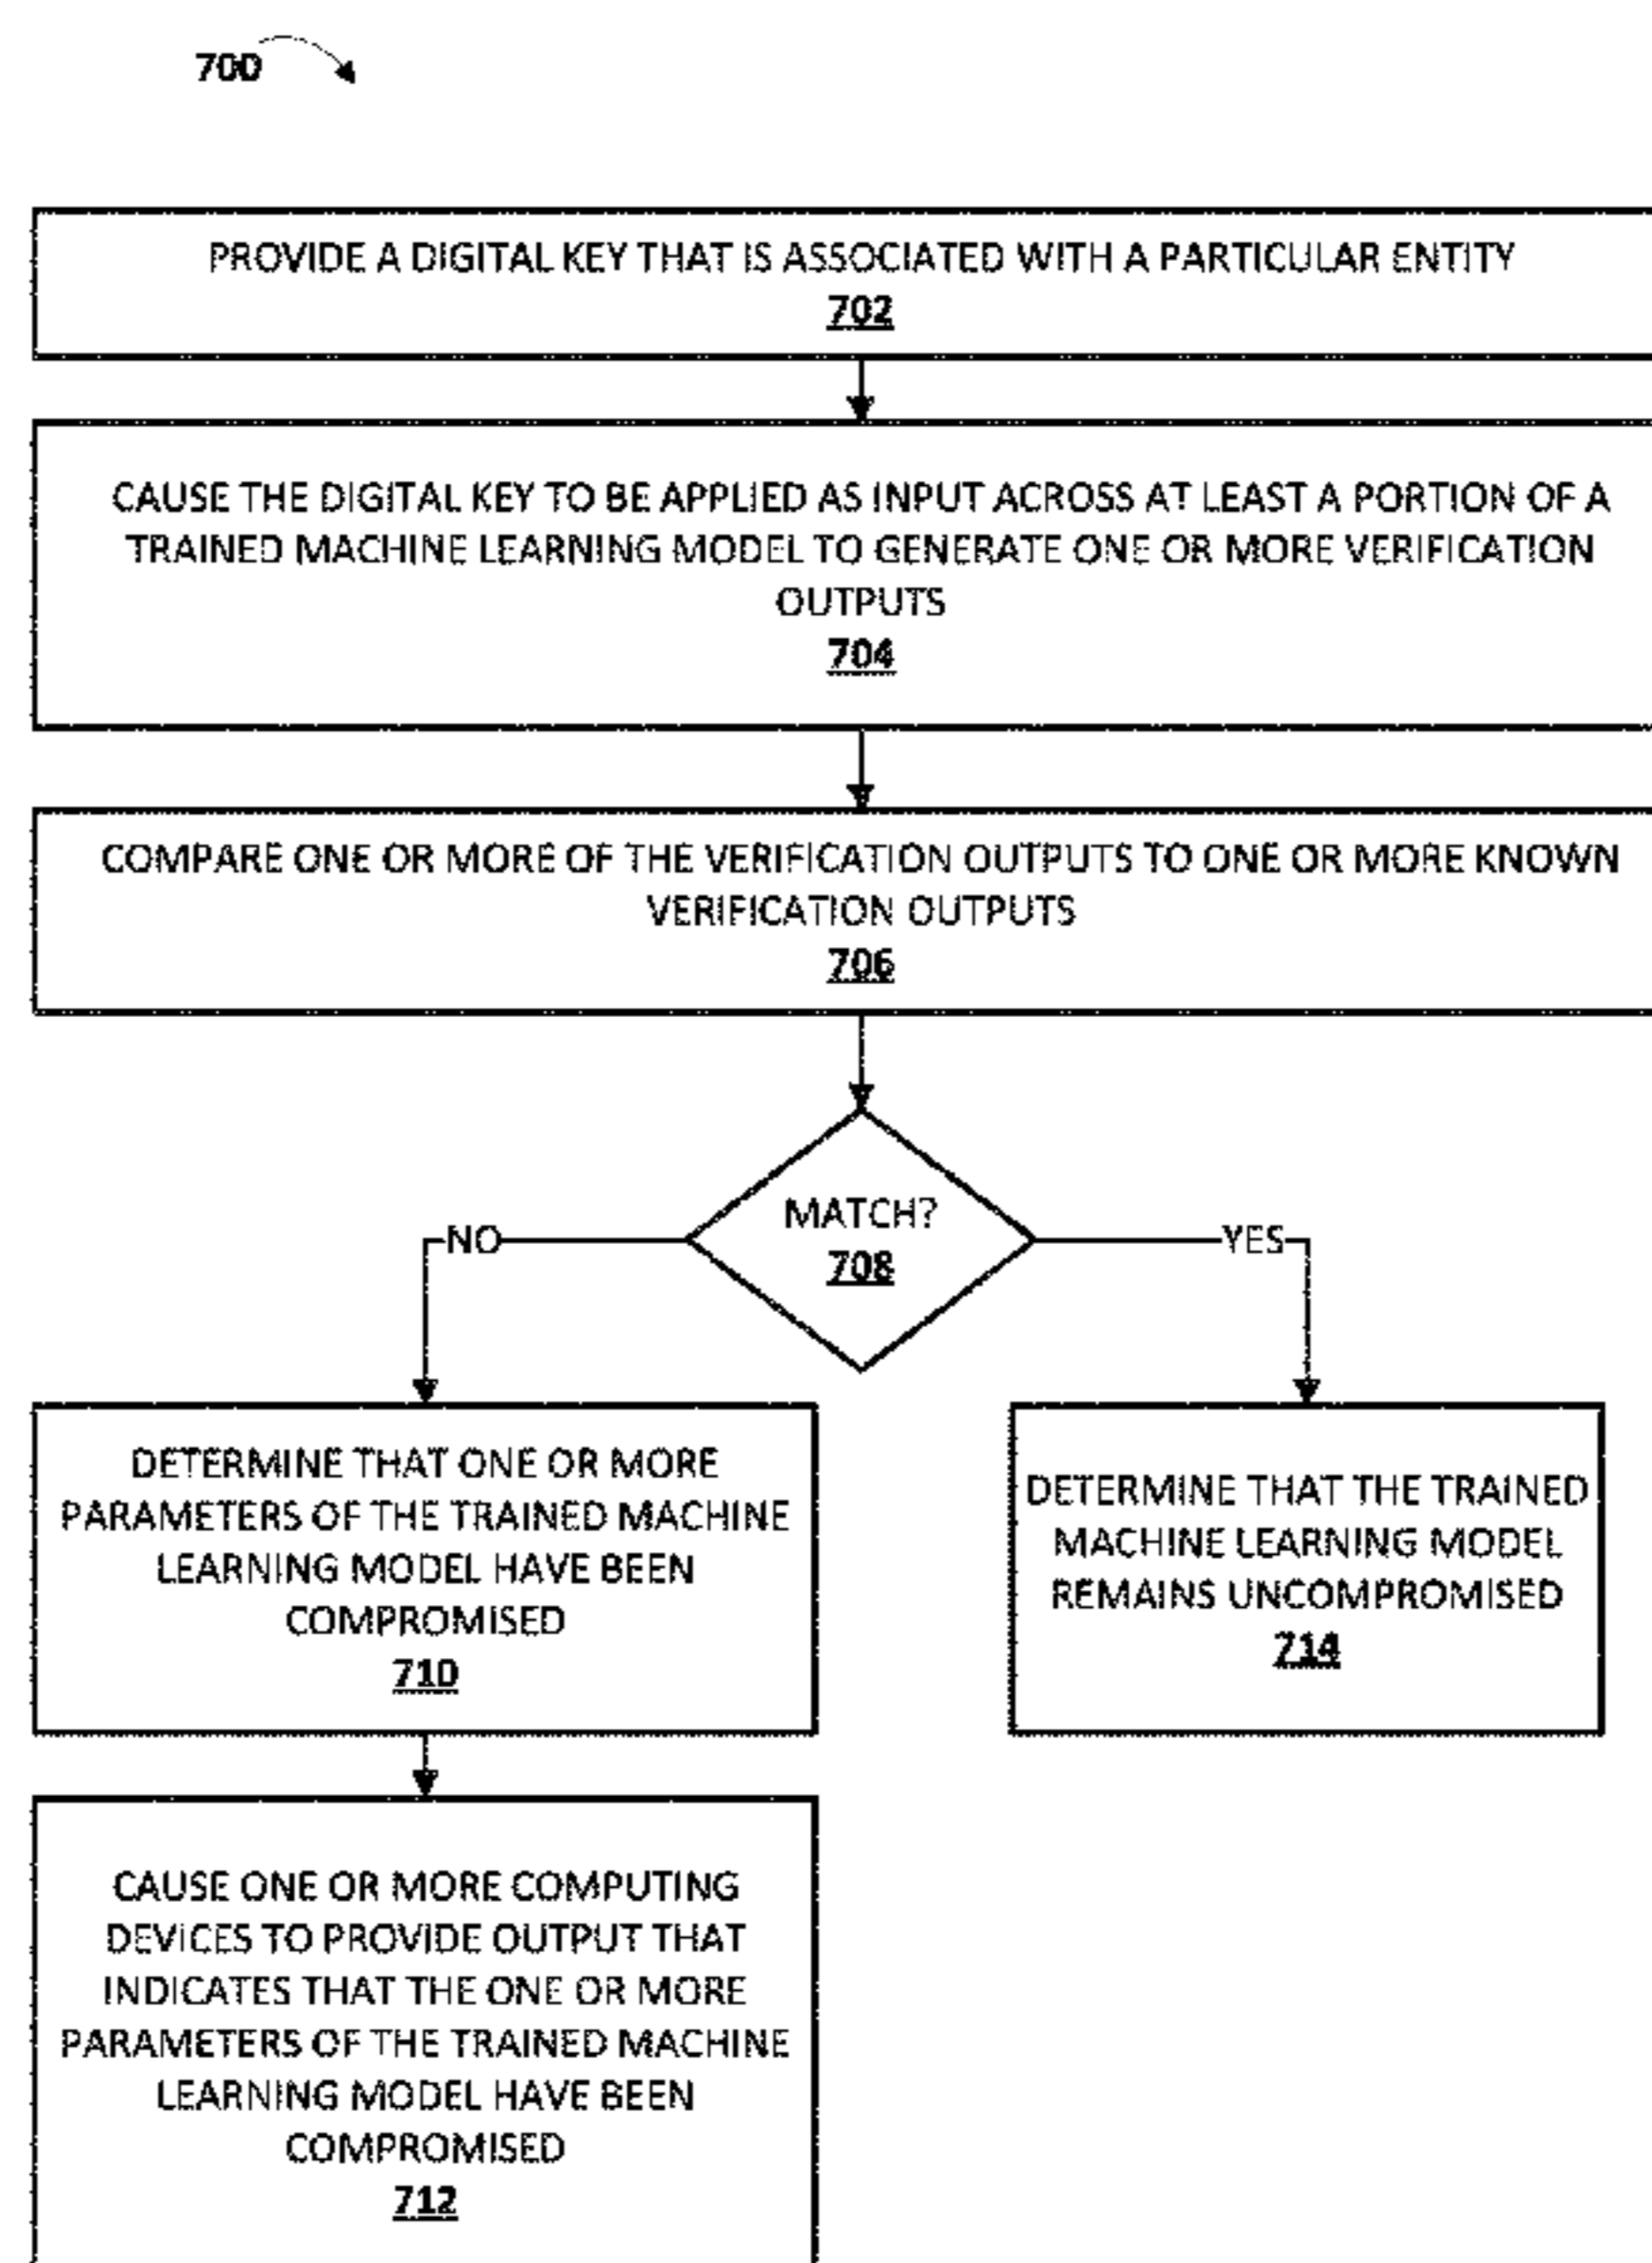 700
PROVIDE A DIGITAL KEY THAT IS ASSOCIATED WITH A PARTICULAR ENTITY
702
CAUSE THE DIGITAL KEY TO BE APPLIED AS INPUT ACROSS AT LEAST A PORTION OF A
TRAINED MACHINE LEARNING MODEL TO GENERATE ONE OR MORE VERIFICATION
OUTPUTS
704
COMPARE ONE OR MORE OF THE VERIFICATION OUTPUTS TO ONE OR MORE KNOWN
VERIFICATION OUTPUTS
706
MATCH?
708
NO
YES
DETERMINE THAT ONE OR MORE
PARAMETERS OF THE TRAINED MACHINE
LEARNING MODEL HAVE BEEN
COMPROMISED
710
DETERMINE THAT THE TRAINED
MACHINE LEARNING MODEL
REMAINS UNCOMPROMISED
714
CAUSE ONE OR MORE COMPUTING
DEVICES TO PROVIDE OUTPUT THAT
INDICATES THAT THE ONE OR MORE
PARAMETERS OF THE TRAINED MACHINE
LEARNING MODEL HAVE BEEN
COMPROMISED
712